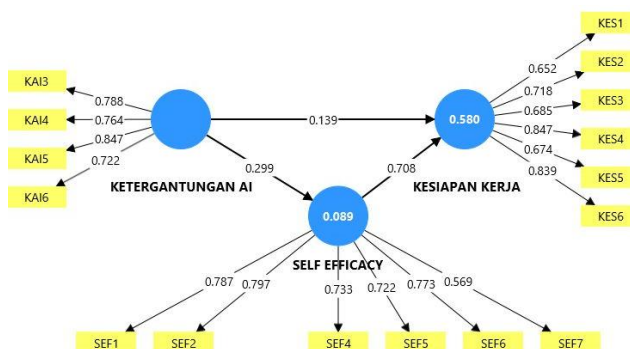 KES1
KES2
KES3
KES4
KES5
KES6
0.652
0.718
0.685
0.847
0.674
0.839
KAI3
KAI4
KAI5
KAI6
0.788
0.764
0.847
0.722
0.139
0.580
KETERGANTUNGAN AI
0.299
0.708
KESIAPAN KERJA
0.089
SELF EFFICACY
0.787
0.797
0.733
0.722
0.773
0.569
SEF1
SEF2
SEF4
SEF5
SEF6
SEF7